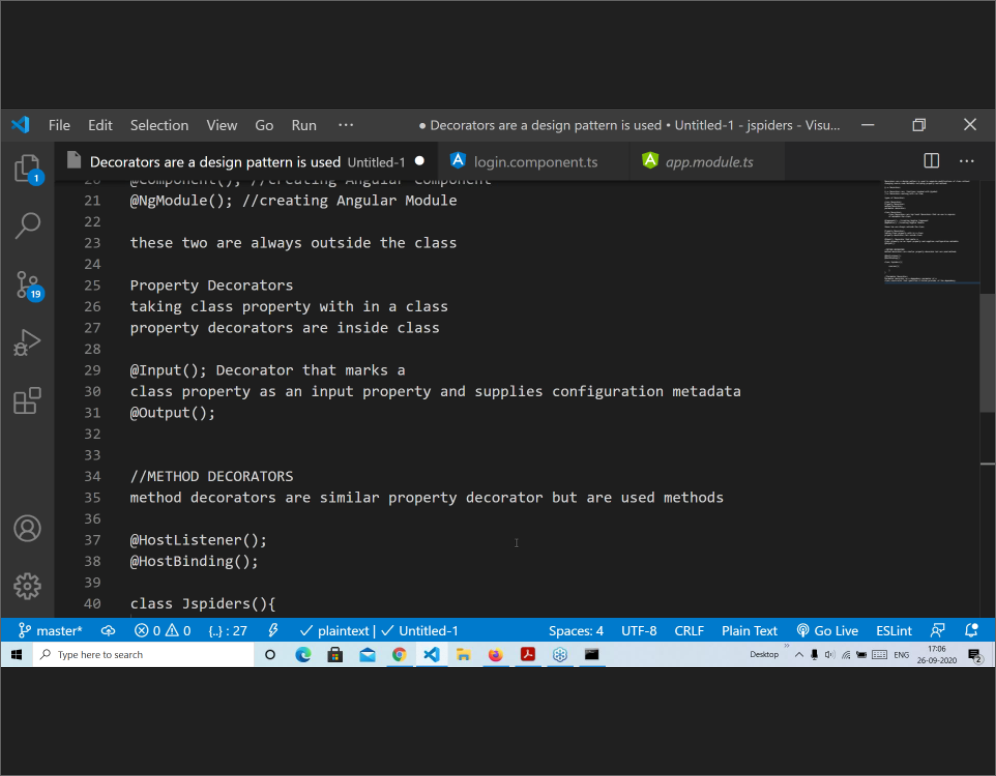 File Edit Selection View Go Run ··· ● Decorators are a design pattern is used • Untitled-1 - jspiders - Visu...
Decorators are a design pattern is used Untitled-1 ● login.component.ts app.module.ts ···
1
19
20 @Component(); //creating Angular Component
21 @NgModule(); //creating Angular Module
22
23 these two are always outside the class
24
25 Property Decorators
26 taking class property with in a class
27 property decorators are inside class
28
29 @Input(); Decorator that marks a
30 class property as an input property and supplies configuration metadata
31 @Output();
32
33
34 //METHOD DECORATORS
35 method decorators are similar property decorator but are used methods
36
37 @HostListener();
38 @HostBinding();
39
40 class Jspiders(){
master* 0 0 {..} : 27 plaintext | Untitled-1 Spaces: 4 UTF-8 CRLF Plain Text Go Live ESLint
Type here to search Desktop ENG 17:06
26-09-2020 2